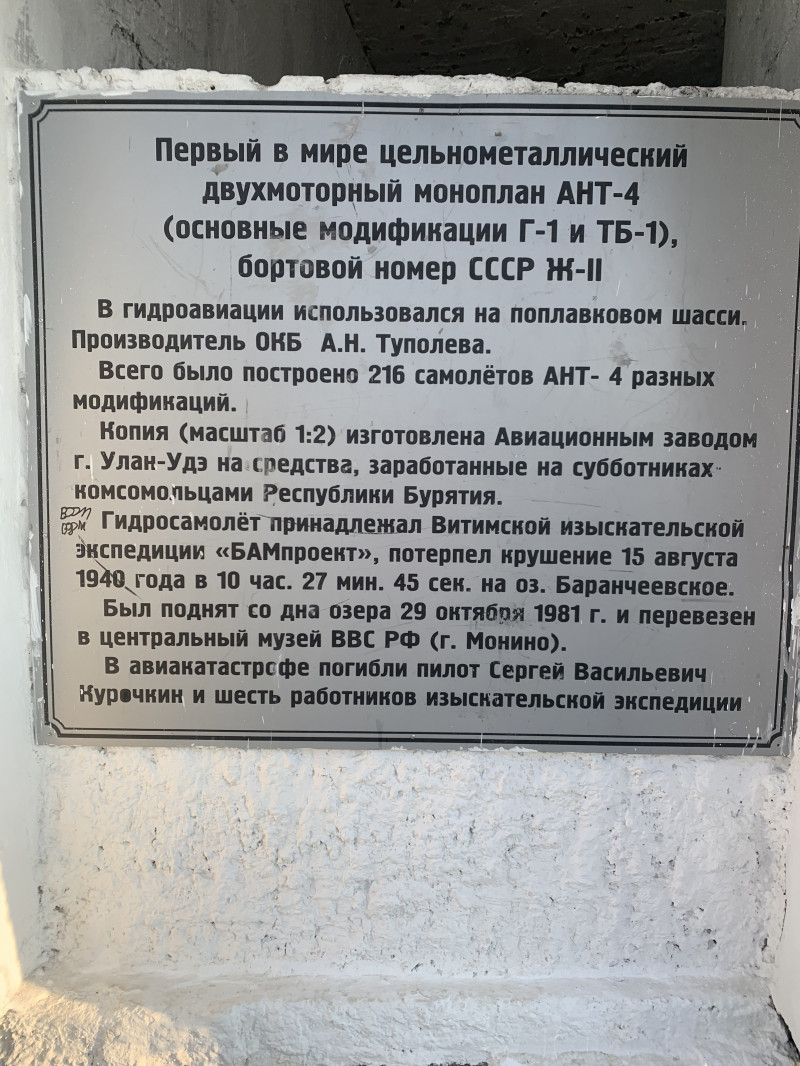 Первый в мире цельнометаллический
двухмоторный моноплан АНТ-4
(основные модификации Г-1 и ТБ-1),
бортовой номер СССР Ж-II
В гидроавиации использовался на поплавковом шасси.
Производитель ОКБ А.Н. Туполева.
Всего было построено 216 самолётов АНТ- 4 разных
модификаций.
Копия (масштаб 1:2) изготовлена Авиационным заводом
г. Улан-Удэ на средства, заработанные на субботниках
комсомольцами Республики Бурятия.
Гидросамолёт принадлежал Витимской изыскательской
экспедиции «БАМпроект», потерпел крушение 15 августа
1940 года в 10 час. 27 мин. 45 сек. на оз. Баранчеевское.
Был поднят со дна озера 29 октября 1981 г. и перевезен
в центральный музей ВВС РФ (г. Монино).
В авиакатастрофе погибли пилот Сергей Васильевич
Курочкин и шесть работников изыскательской экспедиции